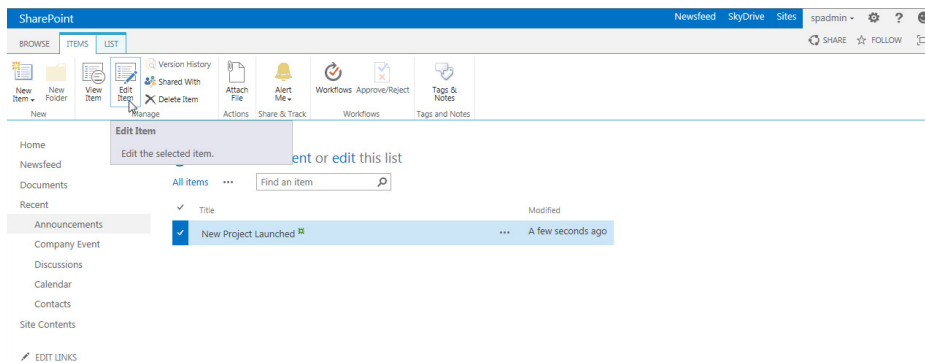 SharePoint
Newsfeed SkyDrive Sites spadmin ?
BROWSE ITEMS LIST
SHARE FOLLOW
New Item
New Folder
View Item
Edit Item
Version History
Shared With
Delete Item
Attach File
Alert Me
Workflows
Approve/Reject
Tags & Notes
New Manage Actions Share & Track Workflows Tags and Notes
Edit Item
Edit the selected item.
Home
ent or edit this list
Newsfeed
Documents
All items ••• Find an item
Recent
Title Modified
Announcements
New Project Launched ••• A few seconds ago
Company Event
Discussions
Calendar
Contacts
Site Contents
EDIT LINKS